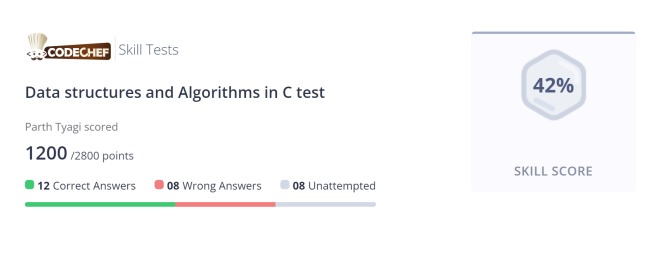 CODECHEF Skill Tests
Data structures and Algorithms in C test
Parth Tyagi scored
1200 /2800 points
12 Correct Answers 08 Wrong Answers 08 Unattempted
42%
SKILL SCORE